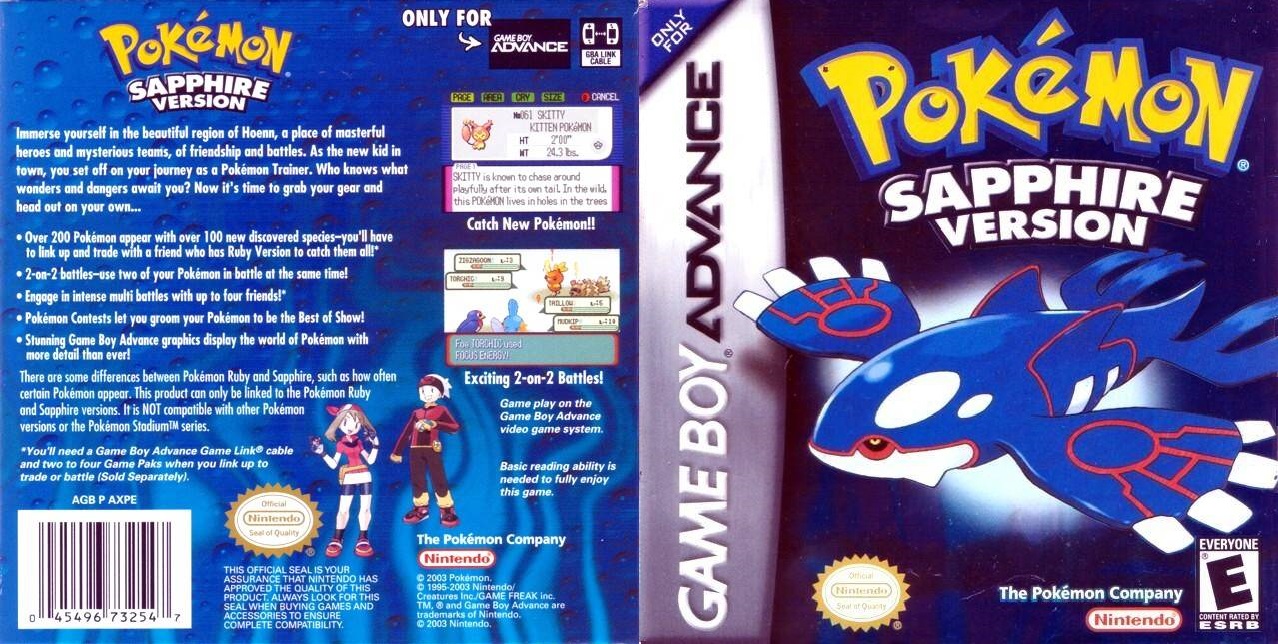 POKéMON
SAPPHIRE
VERSION
Immerse yourself in the beautiful region of Hoenn, a place of masterful
heroes and mysterious teams, of friendship and battles. As the new kid in
town, you set off on your journey as a Pokémon Trainer. Who knows what
wonders and dangers await you? Now it's time to grab your gear and
head out on your own...
• Over 200 Pokémon appear with over 100 new discovered species–you'll have
to link up and trade with a friend who has Ruby Version to catch them all!*
• 2-on-2 battles–use two of your Pokémon in battle at the same time!
• Engage in intense multi battles with up to four friends!*
• Pokémon Contests let you groom your Pokémon to be the Best of Show!
• Stunning Game Boy Advance graphics display the world of Pokémon with
more detail than ever!
There are some differences between Pokémon Ruby and Sapphire, such as how often
certain Pokémon appear. This product can only be linked to the Pokémon Ruby
and Sapphire versions. It is NOT compatible with other Pokémon
versions or the Pokémon Stadium™ series.
*You'll need a Game Boy Advance Game Link® cable
and two to four Game Paks when you link up to
trade or battle (Sold Separately).
AGB P AXPE
0 45496 73254 7
Official
Nintendo
Seal of Quality
®
THIS OFFICIAL SEAL IS YOUR
ASSURANCE THAT NINTENDO HAS
APPROVED THE QUALITY OF THIS
PRODUCT. ALWAYS LOOK FOR THIS
SEAL WHEN BUYING GAMES AND
ACCESSORIES TO ENSURE
COMPLETE COMPATIBILITY.
ONLY FOR
GAME BOY
ADVANCE
GBA LINK
CABLE
PAGE AREA CRY SIZE CANCEL
No061 SKITTY
KITTEN POKéMON
HT 2'00"
WT 24.3 lbs.
PAGE1
SKITTY is known to chase around
playfully after its own tail. In the wild,
this POKéMON lives in holes in the trees
Catch New Pokémon!!
ZIGZAGOON Lv3
TORCHIC Lv9
TAILLOW Lv5
MUDKIP Lv10
Foe TORCHIC used
FOCUS ENERGY!
Exciting 2-on-2 Battles!
Game play on the
Game Boy Advance
video game system.
Basic reading ability is
needed to fully enjoy
this game.
The Pokémon Company
Nintendo
© 2003 Pokémon.
© 1995-2003 Nintendo/
Creatures Inc./GAME FREAK inc.
TM, ® and Game Boy Advance are
trademarks of Nintendo.
© 2003 Nintendo.
ONLY
FOR
GAME BOY® ADVANCE
POKéMON®
SAPPHIRE
VERSION
Official
Nintendo
Seal of Quality
®
The Pokémon Company
Nintendo
EVERYONE
E
CONTENT RATED BY
ESRB